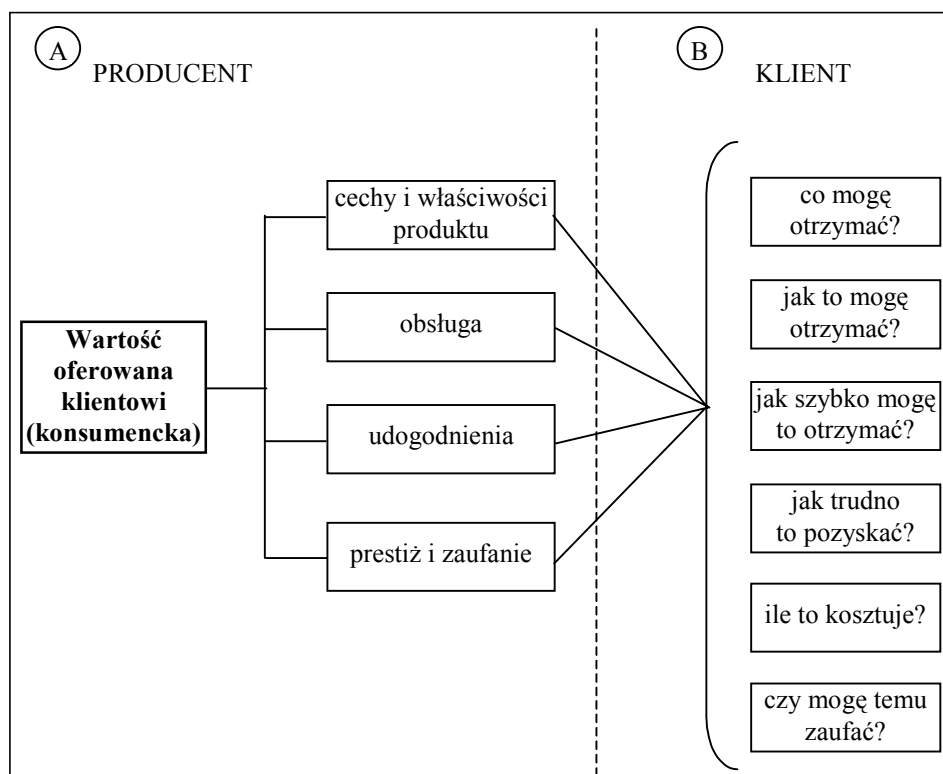 A
PRODUCENT
B
KLIENT
Wartość
oferowana
klientowi
(konsumencka)
cechy i właściwości
produktu
obsługa
udogodnienia
prestiż i zaufanie
co mogę
otrzymać?
jak to mogę
otrzymać?
jak szybko mogę
to otrzymać?
jak trudno
to pozyskać?
ile to kosztuje?
czy mogę temu
zaufać?